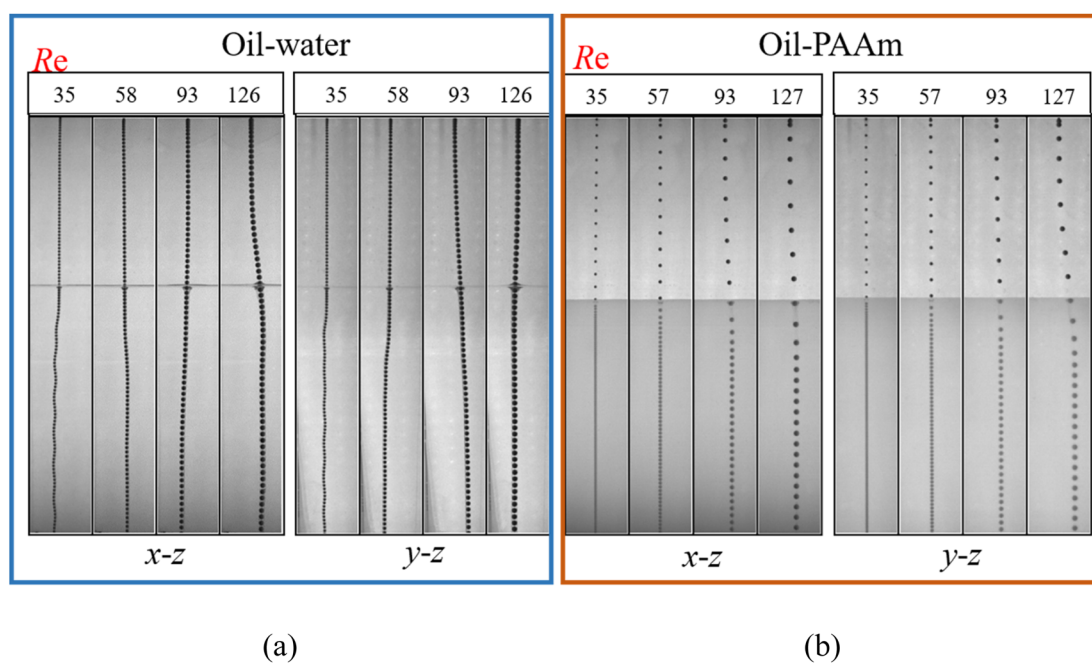 Oil-water
Re
35 58 93 126
35 58 93 126
x-z
y-z
(a)
Oil-PAAm
Re
35 57 93 127
35 57 93 127
x-z
y-z
(b)